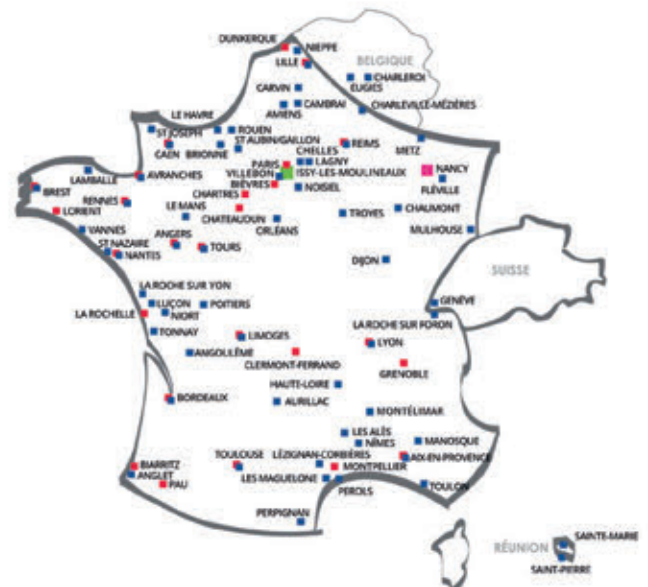 DUNKERQUE
NIEPPE
LILLE
BELGIQUE
CHARLEROI
EUGIES
CARVIN
CAMBRAI
AMIENS
CHARLEVILLE-MÉZIÈRES
LE HAVRE
ST JOSEPH
ROUEN
ST AUBIN/GAILLON
REIMS
CAEN
BRIONNE
CHELLES
METZ
PARIS
LAGNY
LAMBALLE
AVRANCHES
VILLEBON
ISSY-LES-MOULINEAUX
NANCY
BREST
BIÈVRES
NOISIEL
FLÉVILLE
RENNES
CHARTRES
LORIENT
LE MANS
CHATEAUDUN
TROYES
CHAUMONT
VANNES
ORLÉANS
MULHOUSE
ANGERS
ST NAZAIRE
TOURS
NANTES
DIJON
SUISSE
LA ROCHE SUR YON
GENÈVE
LUÇON
POITIERS
LA ROCHELLE
NIORT
LA ROCHE SUR FORON
TONNAY
LIMOGES
LYON
ANGOULÊME
CLERMONT-FERRAND
GRENOBLE
HAUTE-LOIRE
BORDEAUX
AURILLAC
MONTÉLIMAR
LES ALÈS
NÎMES
MANOSQUE
TOULOUSE
LÉZIGNAN-CORBIÈRES
AIX-EN-PROVENCE
BIARRITZ
MONTPELLIER
ANGLET
LES MAGUELONE
PAU
PEROLS
TOULON
PERPIGNAN
SAINTE-MARIE
RÉUNION
SAINT-PIERRE